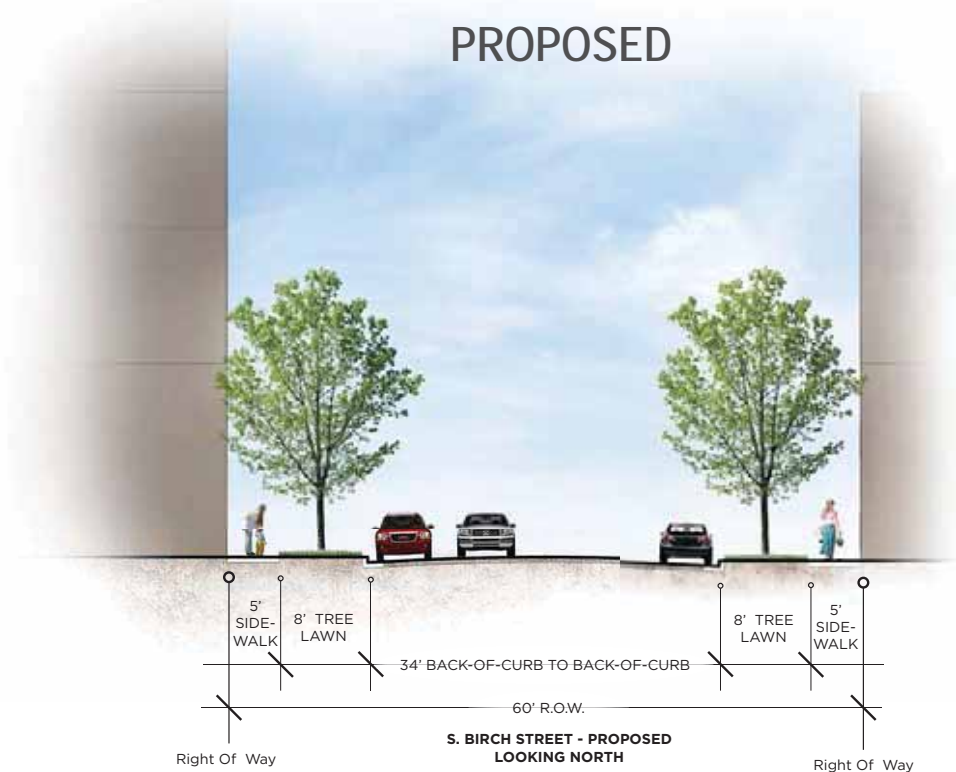 PROPOSED
5'
SIDE-
WALK
8' TREE
LAWN
34' BACK-OF-CURB TO BACK-OF-CURB
8' TREE
LAWN
5'
SIDE-
WALK
60' R.O.W.
Right Of Way
S. BIRCH STREET - PROPOSED
LOOKING NORTH
Right Of Way